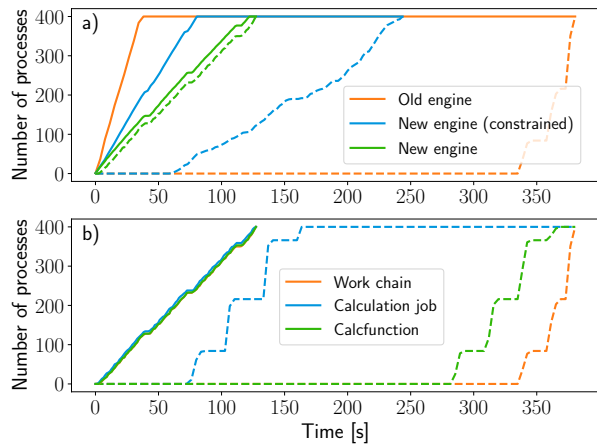 400
300
200
100
0
Number of processes
a)
Old engine
New engine (constrained)
New engine
0 50 100 150 200 250 300 350
400
300
200
100
0
Number of processes
b)
Work chain
Calculation job
Calcfunction
0 50 100 150 200 250 300 350
Time [s]